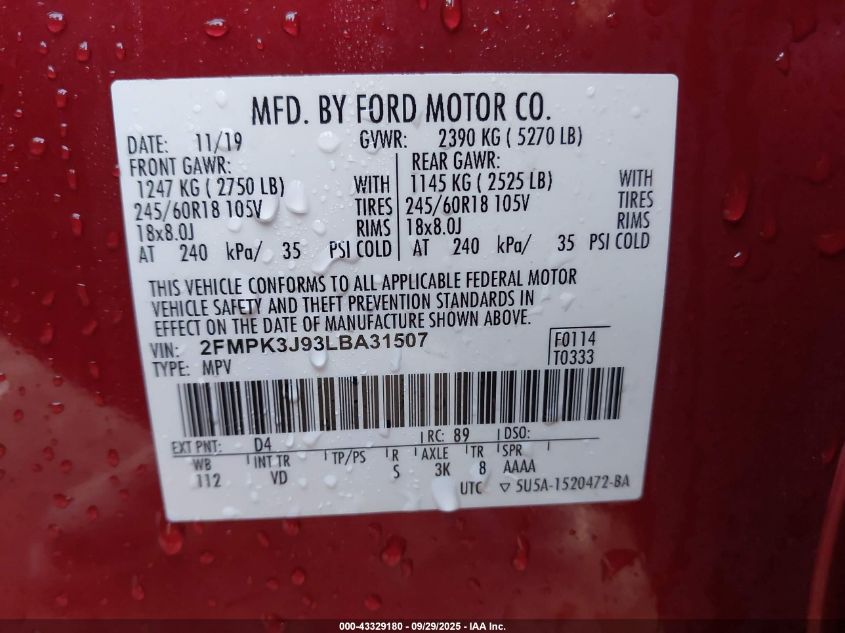 MFD. BY FORD MOTOR CO.
DATE: 11/19 GVWR: 2390 KG ( 5270 LB)
FRONT GAWR: REAR GAWR:
1247 KG ( 2750 LB) WITH 1145 KG ( 2525 LB) WITH
245/60R18 105V TIRES 245/60R18 105V TIRES
18x8.0J RIMS 18x8.0J RIMS
AT 240 kPa/ 35 PSI COLD AT 240 kPa/ 35 PSI COLD
THIS VEHICLE CONFORMS TO ALL APPLICABLE FEDERAL MOTOR
VEHICLE SAFETY AND THEFT PREVENTION STANDARDS IN
EFFECT ON THE DATE OF MANUFACTURE SHOWN ABOVE.
VIN: 2FMPK3J93LBA31507 F0114
TYPE: MPV T0333
EXT PNT: D4 RC: 89 DSO:
WB INT TR TP/PS R AXLE TR SPR
112 VD S 3K 8 AAAA
UTC ▽ 5U5A-1520472-BA
000-43329180 - 09/29/2025 - IAA Inc.